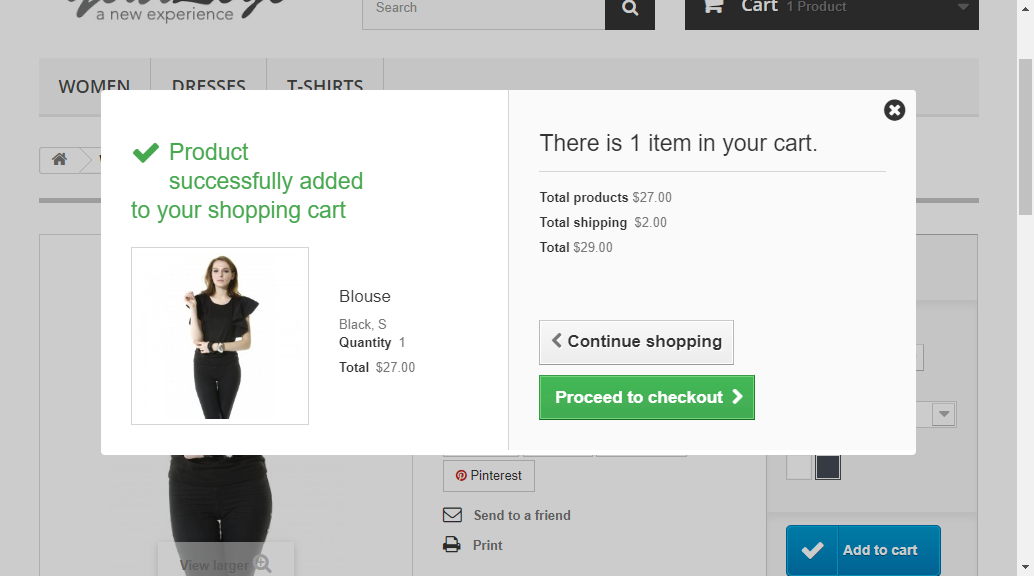 a new experience
Search
Cart 1 Product
WOMEN
DRESSES
T-SHIRTS
Product
successfully added
to your shopping cart
Blouse
Black, S
Quantity 1
Total $27.00
There is 1 item in your cart.
Total products $27.00
Total shipping $2.00
Total $29.00
Continue shopping
Proceed to checkout
Pinterest
Send to a friend
Print
View larger
Add to cart